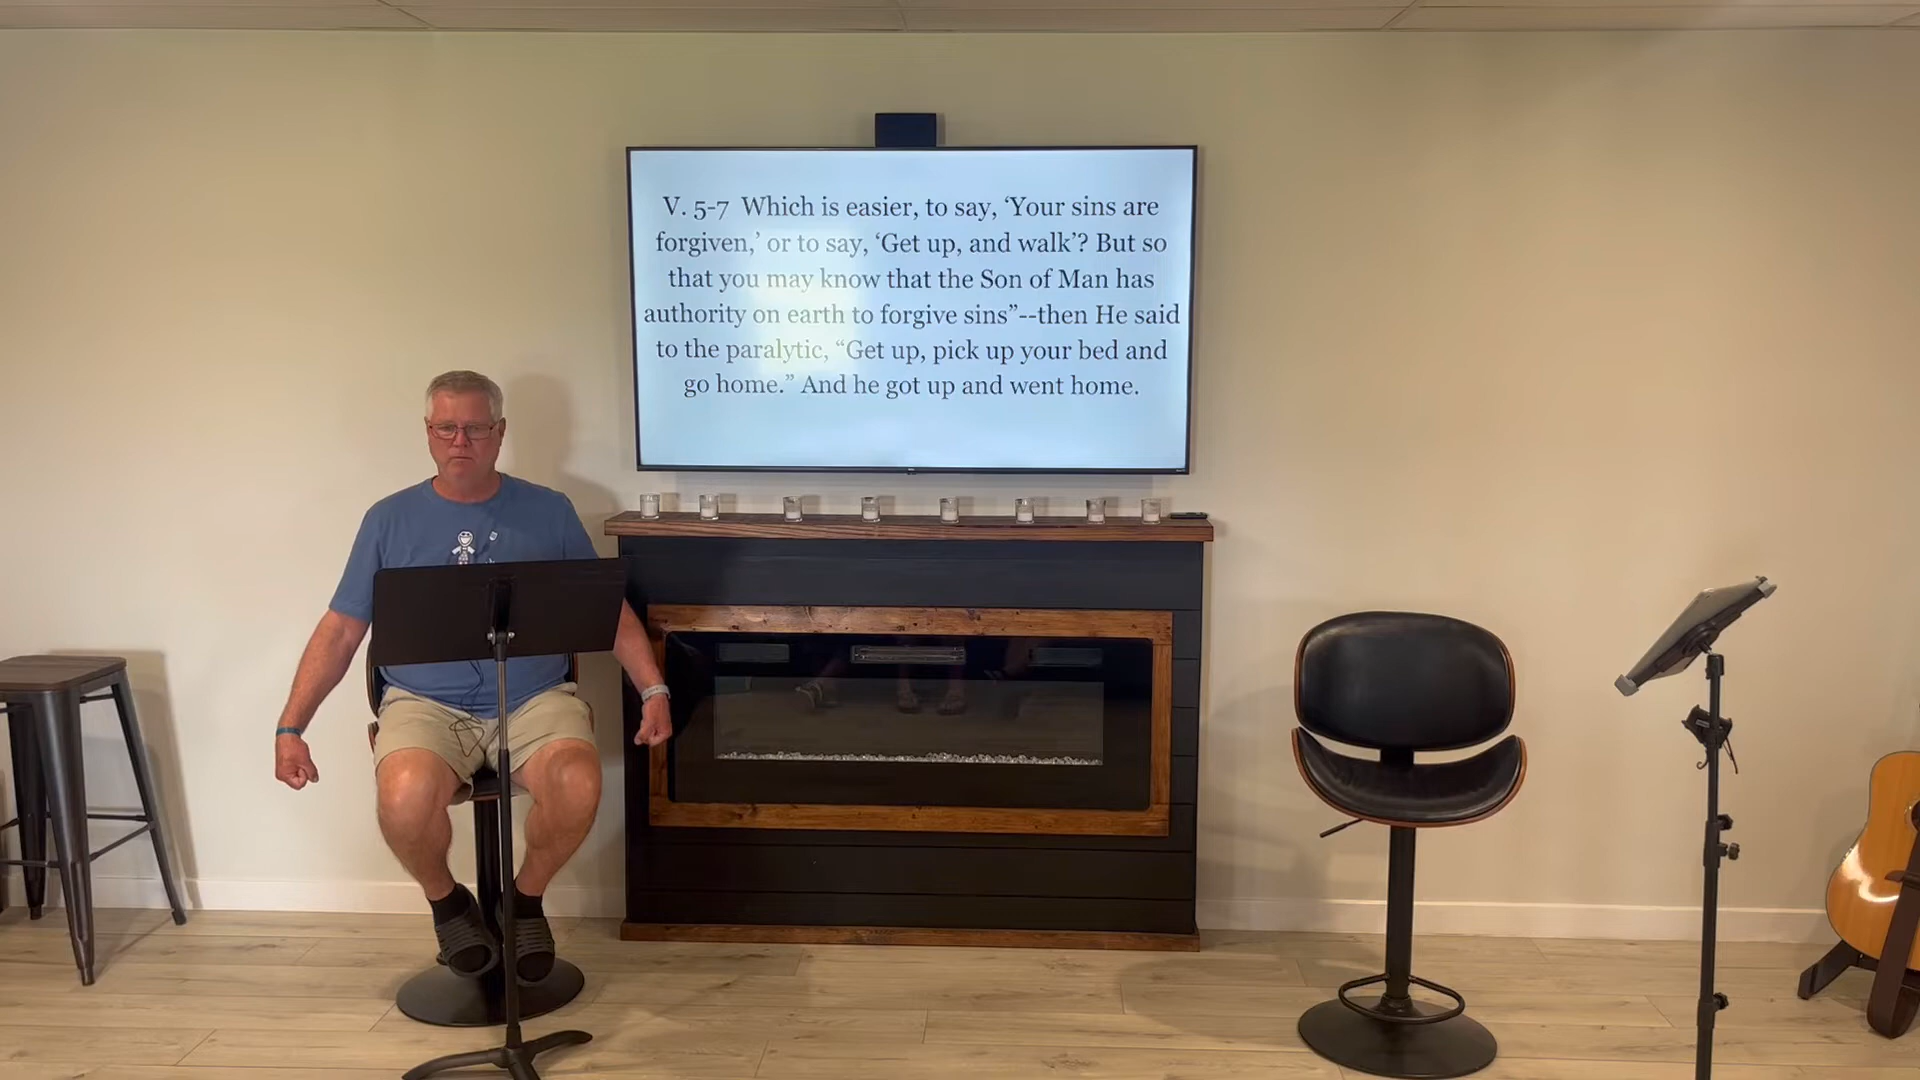 V. 5-7  Which is easier, to say, ‘Your sins are
forgiven,’ or to say, ‘Get up, and walk’? But so
that you may know that the Son of Man has
authority on earth to forgive sins”--then He said
to the paralytic, “Get up, pick up your bed and
go home.” And he got up and went home.